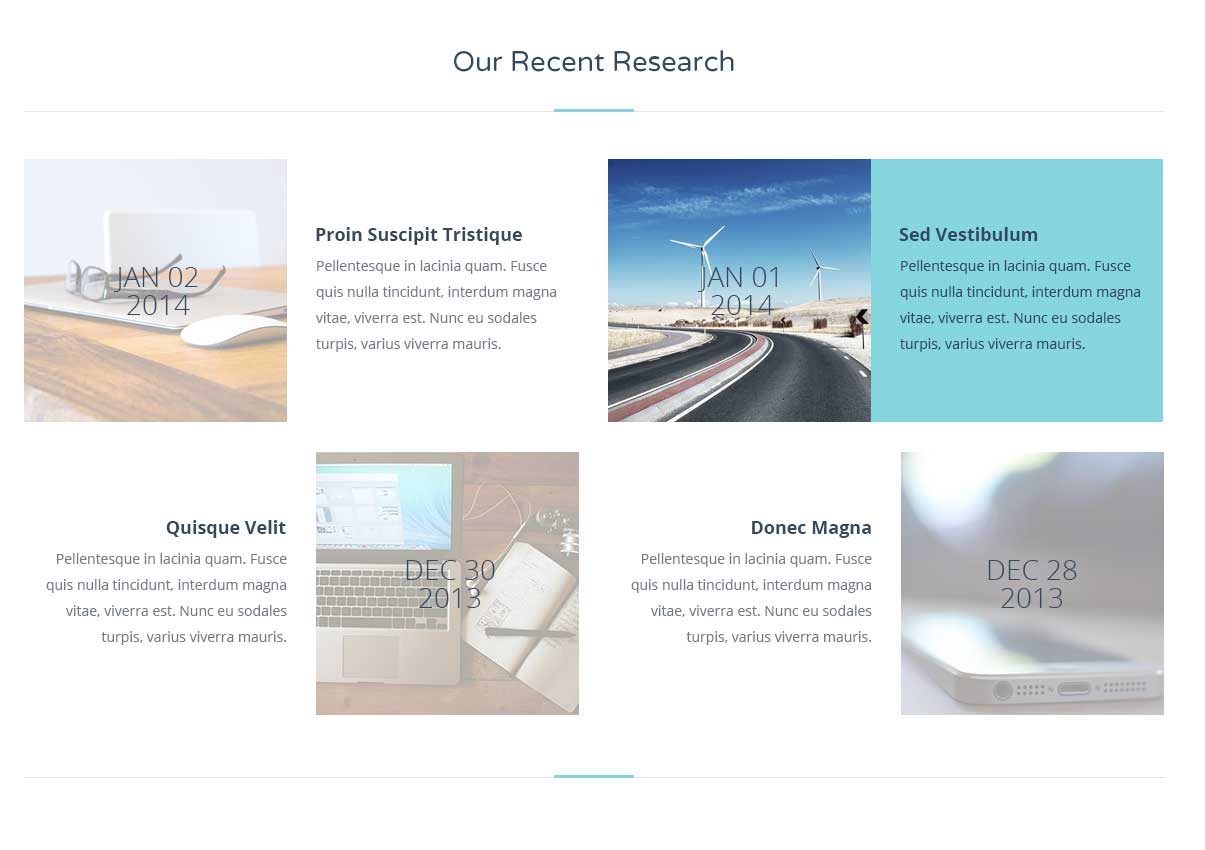 Our Recent Research
JAN 02
2014
Proin Suscipit Tristique
Pellentesque in lacinia quam. Fusce
quis nulla tincidunt, interdum magna
vitae, viverra est. Nunc eu sodales
turpis, varius viverra mauris.
JAN 01
2014
Sed Vestibulum
Pellentesque in lacinia quam. Fusce
quis nulla tincidunt, interdum magna
vitae, viverra est. Nunc eu sodales
turpis, varius viverra mauris.
Quisque Velit
Pellentesque in lacinia quam. Fusce
quis nulla tincidunt, interdum magna
vitae, viverra est. Nunc eu sodales
turpis, varius viverra mauris.
DEC 30
2013
Donec Magna
Pellentesque in lacinia quam. Fusce
quis nulla tincidunt, interdum magna
vitae, viverra est. Nunc eu sodales
turpis, varius viverra mauris.
DEC 28
2013